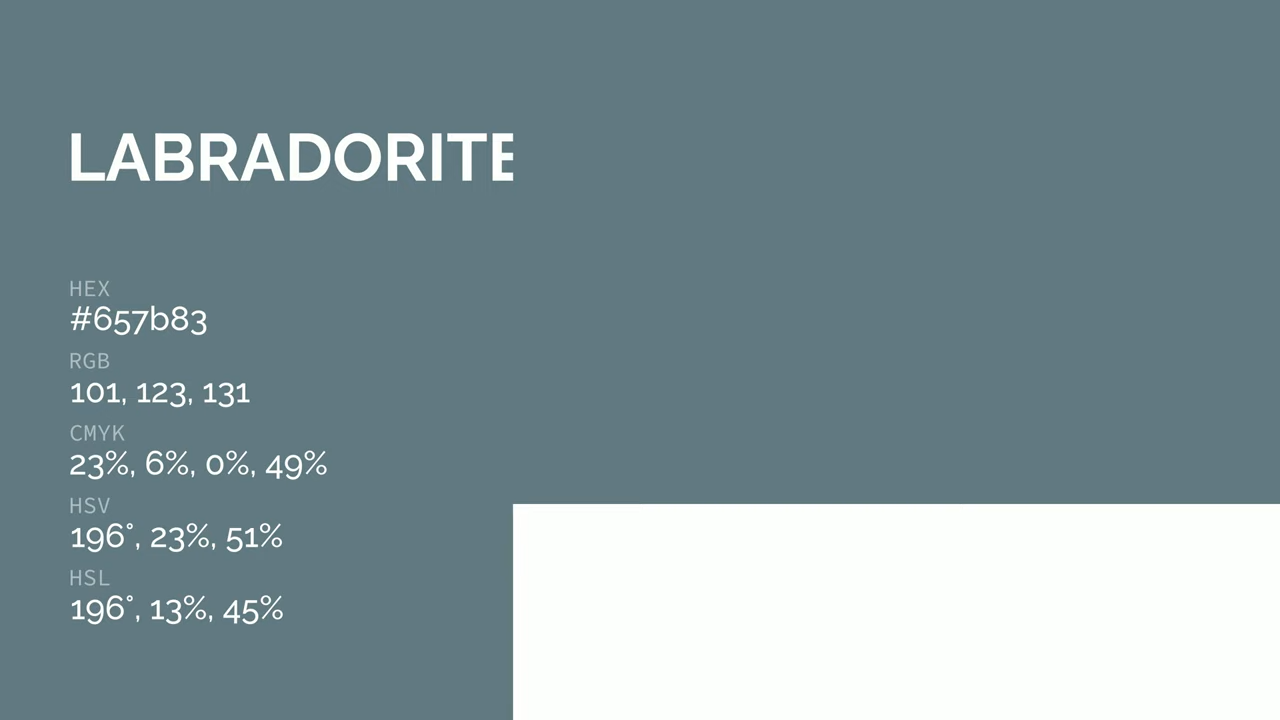 LABRADORITE
HEX
#657b83
RGB
101, 123, 131
CMYK
23%, 6%, 0%, 49%
HSV
196°, 23%, 51%
HSL
196°, 13%, 45%